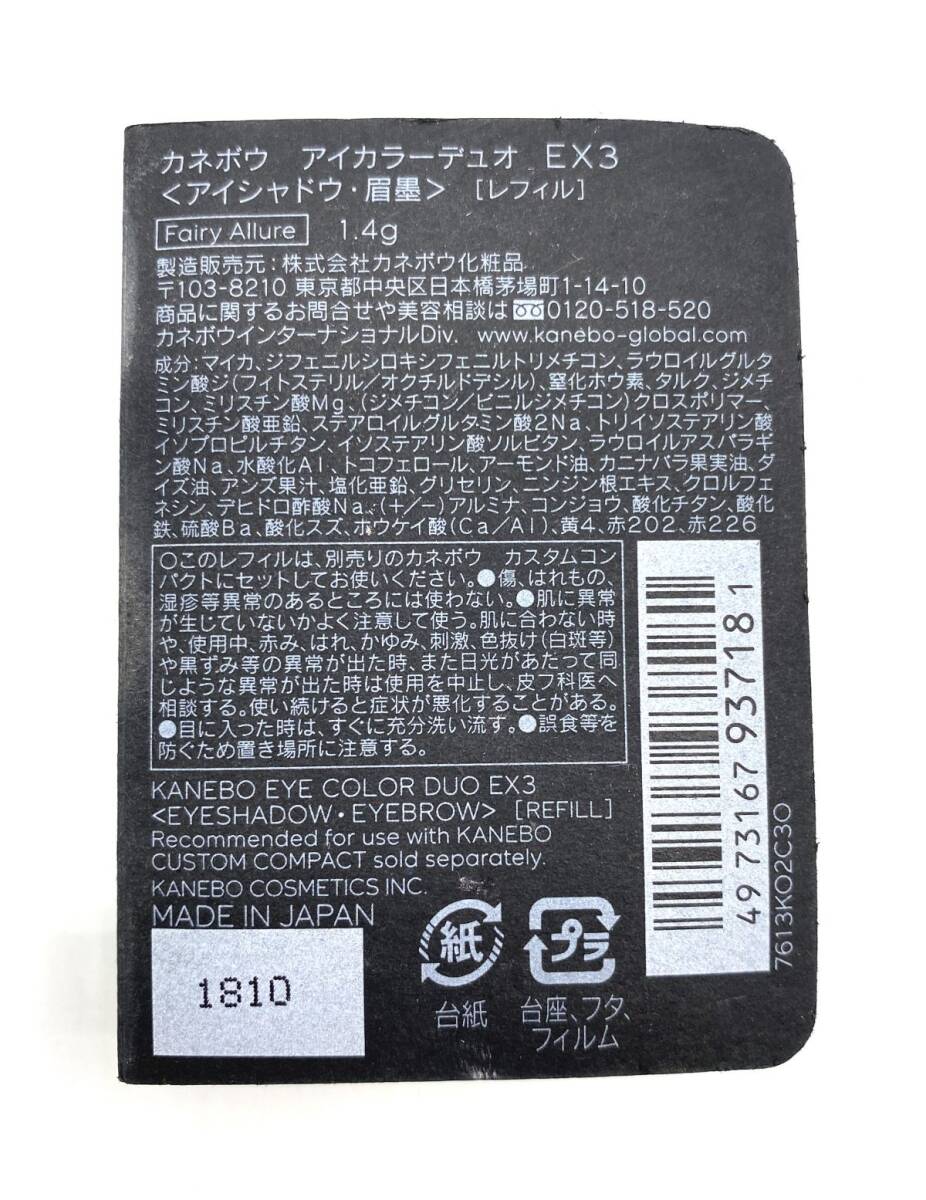 カネボウ アイカラーデュオ EX3
<アイシャドウ・眉墨> [レフィル]
Fairy Allure 1.4g
製造販売元：株式会社カネボウ化粧品
〒103-8210 東京都中央区日本橋茅場町1-14-10
商品に関するお問合せや美容相談は 0120-518-520
カネボウインターナショナルDiv. www.kanebo-global.com
成分：マイカ、ジフェニルシロキシフェニルトリメチコン、ラウロイルグルタ
ミン酸ジ(フィトステリル/オクチルドデシル)、窒化ホウ素、タルク、ジメチ
コン、ミリスチン酸Mg、(ジメチコン/ビニルジメチコン)クロスポリマー、
ミリスチン酸亜鉛、ステアロイルグルタミン酸2Na、トリイソステアリン酸
イソプロピルチタン、イソステアリン酸ソルビタン、ラウロイルアスパラギ
ン酸Na、水酸化Al、トコフェロール、アーモンド油、カニナバラ果実油、ダ
イズ油、アンズ果汁、塩化亜鉛、グリセリン、ニンジン根エキス、クロルフェ
ネシン、デヒドロ酢酸Na、(+/-)アルミナ、コンジョウ、酸化チタン、酸化
鉄、硫酸Ba、酸化スズ、ホウケイ酸(Ca/Al)、黄4、赤202、赤226
○このレフィルは、別売りのカネボウ カスタムコン
パクトにセットしてお使いください。●傷、はれもの、
湿疹等異常のあるところには使わない。●肌に異常
が生じていないかよく注意して使う。肌に合わない時
や、使用中、赤み、はれ、かゆみ、刺激、色抜け(白斑等)
や黒ずみ等の異常が出た時、また日光があたって同
じような異常が出た時は使用を中止し、皮フ科医へ
相談する。使い続けると症状が悪化することがある。
●目に入った時は、すぐに充分洗い流す。●誤食等を
防ぐため置き場所に注意する。
KANEBO EYE COLOR DUO EX3
<EYESHADOW・EYEBROW> [REFILL]
Recommended for use with KANEBO
CUSTOM COMPACT sold separately.
KANEBO COSMETICS INC.
MADE IN JAPAN
1810
紙
台紙
プラ
台座、フタ、
フィルム
49 73167 93718 1
7613K02C30